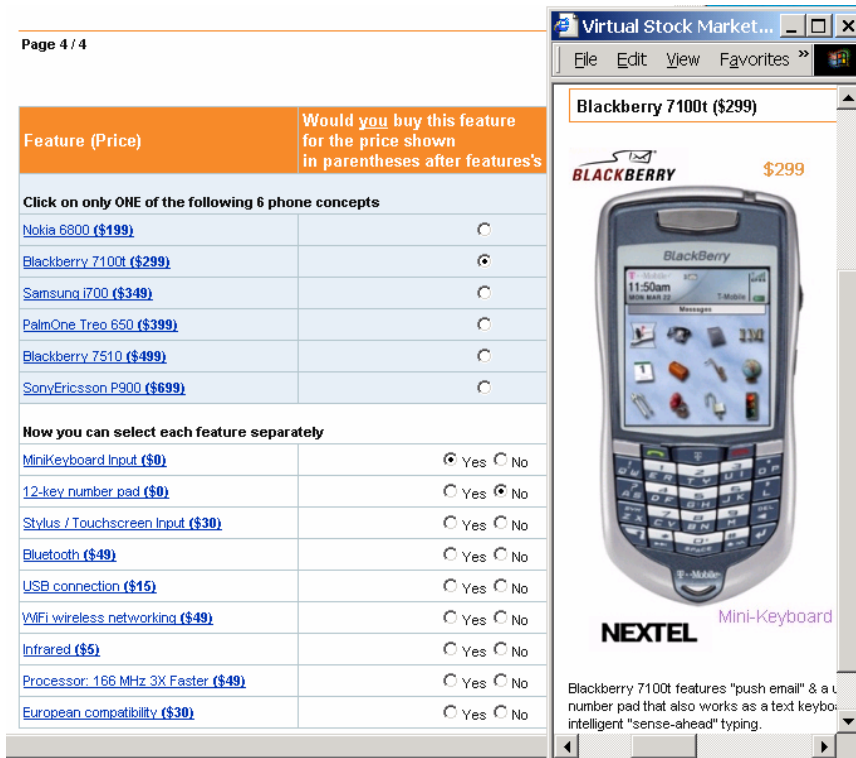 Page 4 / 4
Feature (Price)
Would you buy this feature
for the price shown
in parentheses after features's
Click on only ONE of the following 6 phone concepts
Nokia 6800 ($199)
Blackberry 7100t ($299)
Samsung i700 ($349)
PalmOne Treo 650 ($399)
Blackberry 7510 ($499)
SonyEricsson P900 ($699)
Now you can select each feature separately
MiniKeyboard Input ($0) Yes No
12-key number pad ($0) Yes No
Stylus / Touchscreen Input ($30) Yes No
Bluetooth ($49) Yes No
USB connection ($15) Yes No
WiFi wireless networking ($49) Yes No
Infrared ($5) Yes No
Processor: 166 MHz 3X Faster ($49) Yes No
European compatibility ($30) Yes No
Virtual Stock Market...
File Edit View Favorites »
Blackberry 7100t ($299)
BLACKBERRY
$299
BlackBerry
T-Mobile
11:50am
MON MAR 22 T-Mobile
Messages
T-Mobile
Mini-Keyboard
NEXTEL
Blackberry 7100t features "push email" & a
number pad that also works as a text
intelligent "sense-ahead" typing.